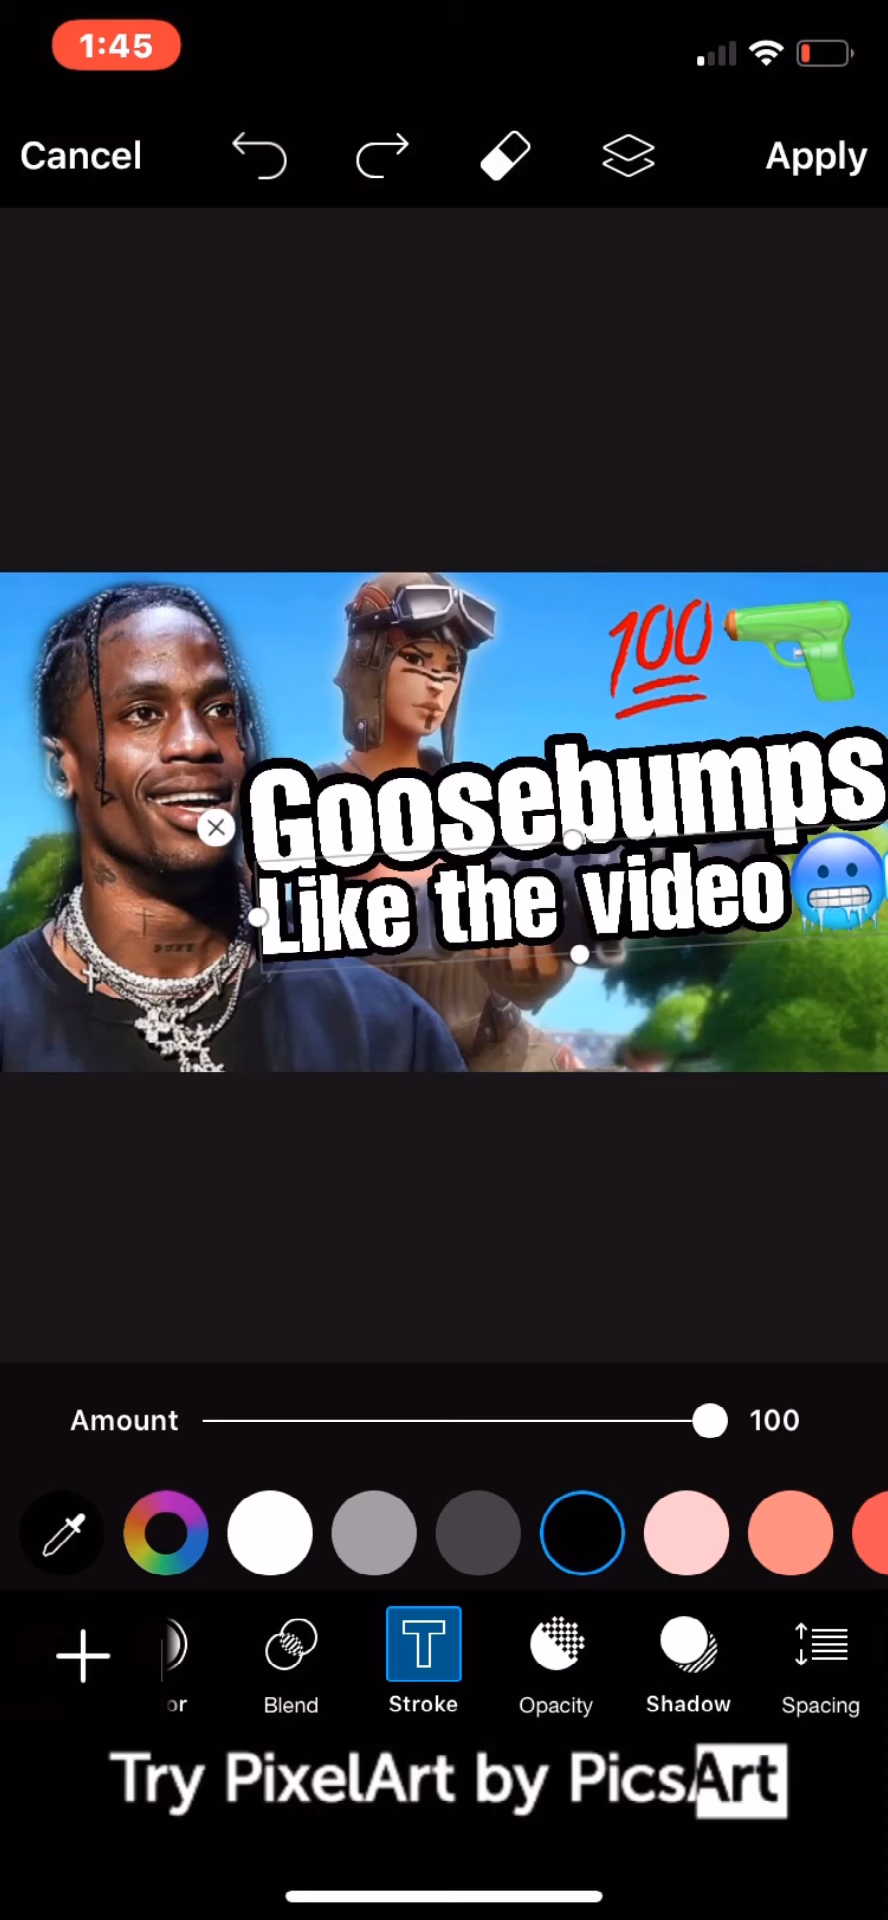 1:45
Cancel
Apply
100
Goosebumps
Like the video
Amount
100
or
Blend
Stroke
Opacity
Shadow
Spacing
Try PixelArt by PicsArt